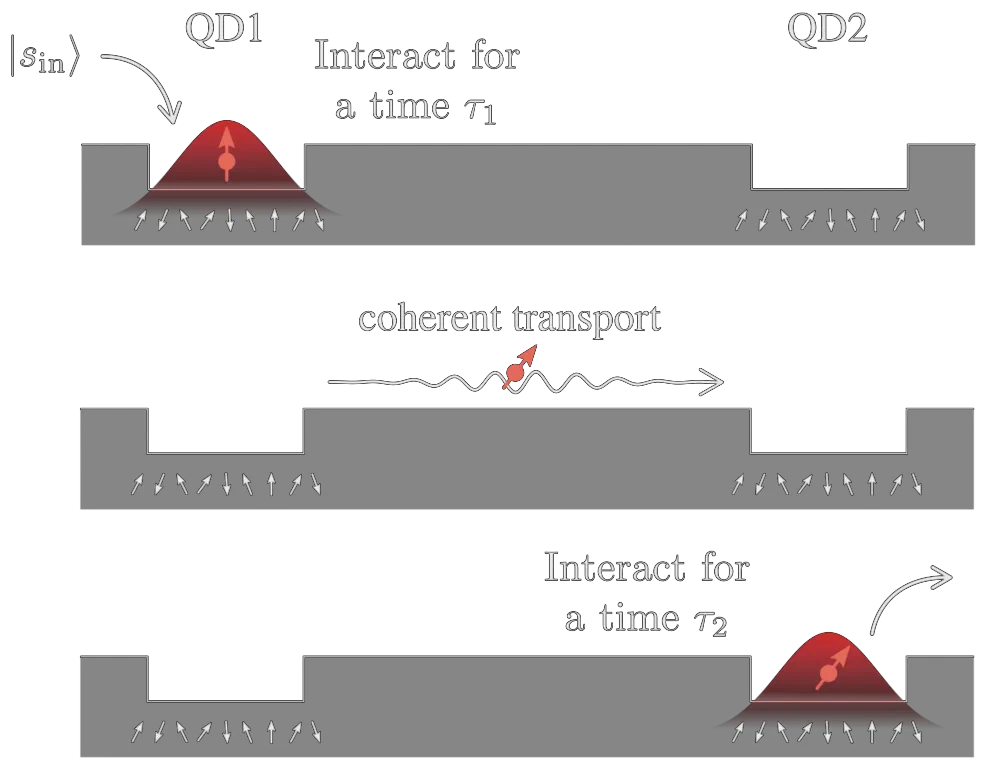 QD1
QD2
|s_in⟩
Interact for
a time τ₁
coherent transport
Interact for
a time τ₂